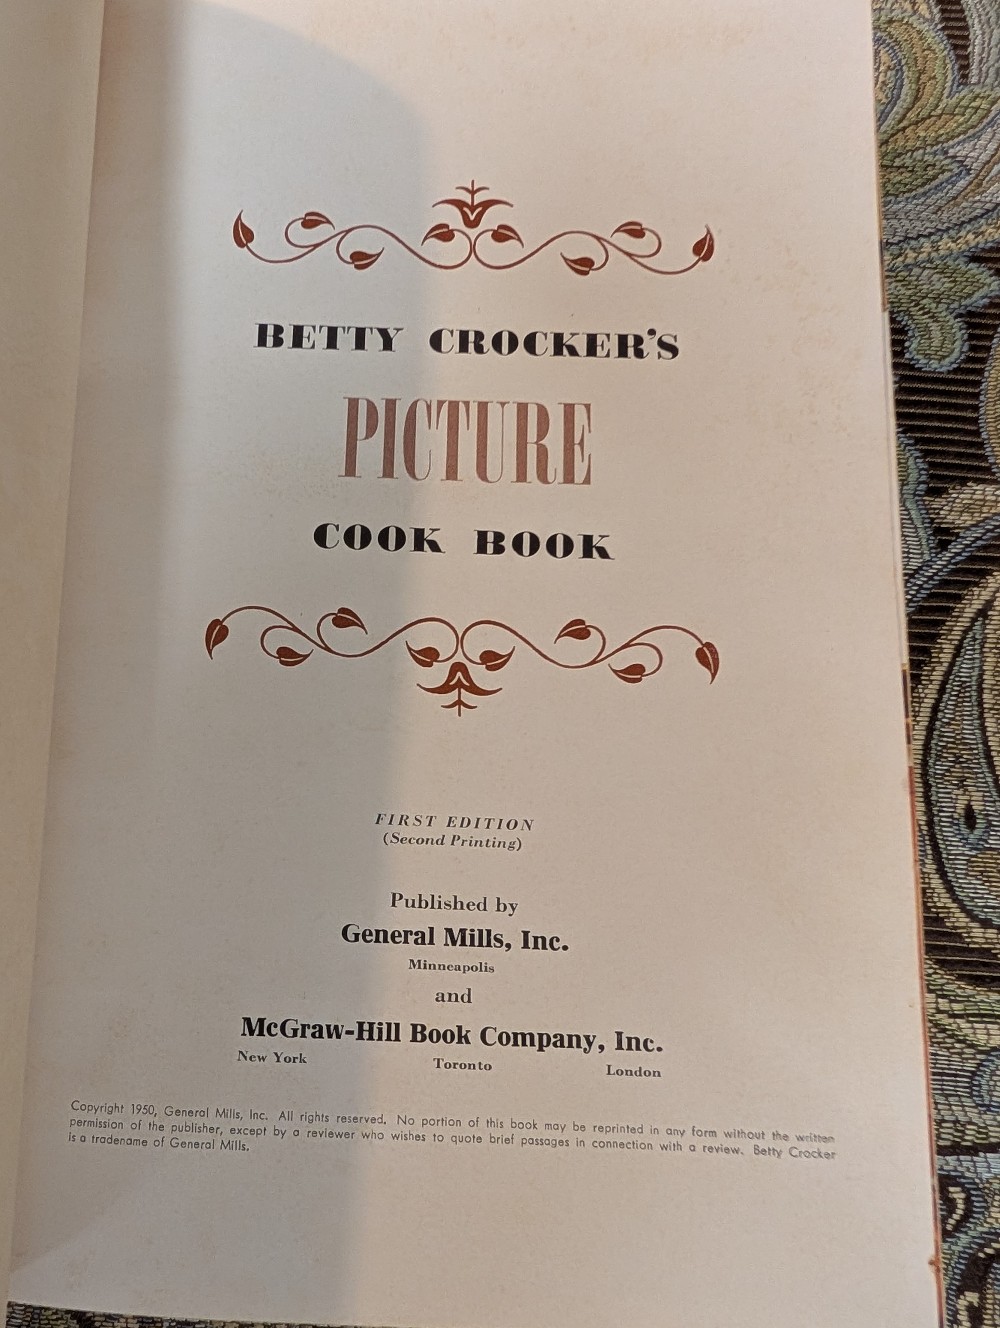 BETTY CROCKER'S
PICTURE
COOK BOOK
FIRST EDITION
(Second Printing)
Published by
General Mills, Inc.
Minneapolis
and
McGraw-Hill Book Company, Inc.
New York Toronto London
Copyright 1950, General Mills, Inc. All rights reserved. No portion of this book may be reprinted in any form without the written
permission of the publisher, except by a reviewer who wishes to quote brief passages in connection with a review. Betty Crocker
is a tradename of General Mills.